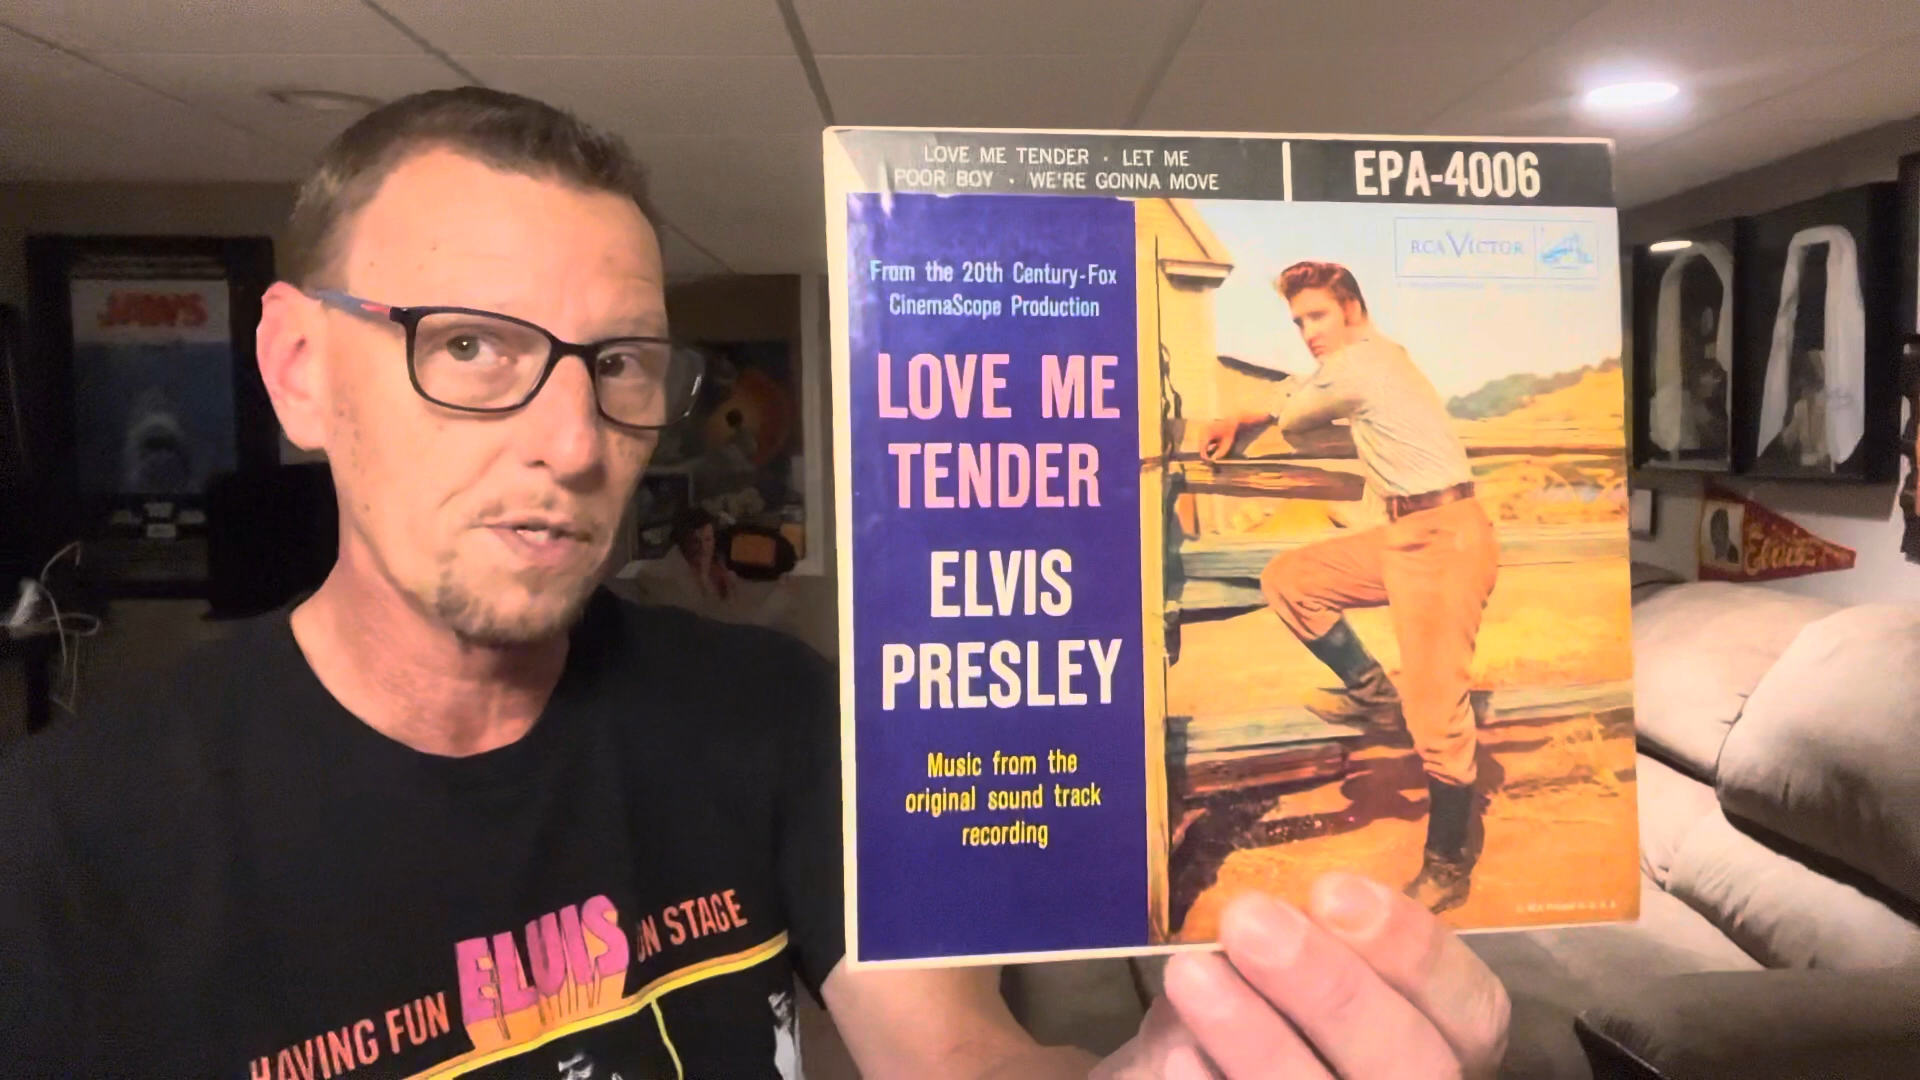 LOVE ME TENDER · LET ME
POOR BOY · WE'RE GONNA MOVE
EPA-4006
RCA VICTOR
From the 20th Century-Fox
CinemaScope Production
LOVE ME
TENDER
ELVIS
PRESLEY
Music from the
original sound track
recording
JAWS
Elvis
HAVING FUN ELVIS ON STAGE